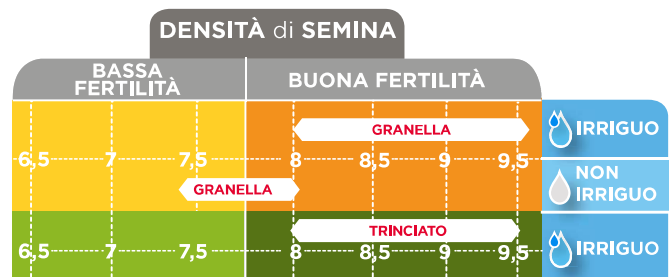 DENSITÀ di SEMINA
BASSA
FERTILITÀ
BUONA FERTILITÀ
GRANELLA
IRRIGUO
6,5 7 7,5 8 8,5 9 9,5
GRANELLA
NON
IRRIGUO
TRINCIATO
6,5 7 7,5 8 8,5 9 9,5
IRRIGUO